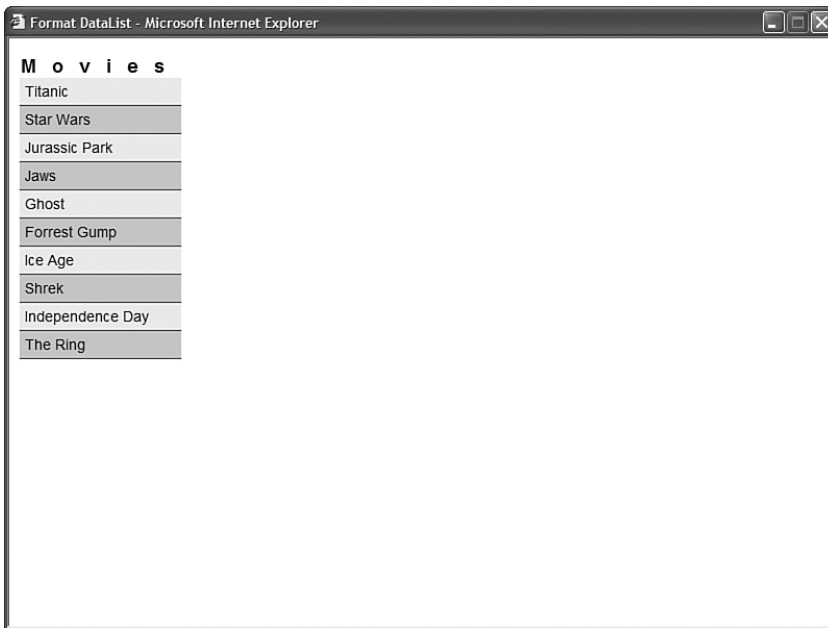 Format DataList - Microsoft Internet Explorer
M o v i e s
Titanic
Star Wars
Jurassic Park
Jaws
Ghost
Forrest Gump
Ice Age
Shrek
Independence Day
The Ring